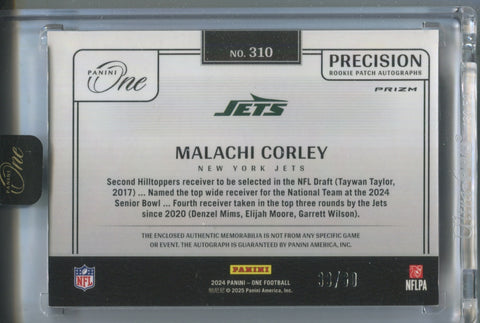 NO. 310
PANINI
One
PRECISION
ROOKIE PATCH AUTOGRAPHS
PRIZM
JETS
MALACHI CORLEY
NEW YORK JETS
Second Hilltoppers receiver to be selected in the NFL Draft (Taywan Taylor,
2017) ... Named the top wide receiver for the National Team at the 2024
Senior Bowl ... Fourth receiver taken in the top three rounds by the Jets
since 2020 (Denzel Mims, Elijah Moore, Garrett Wilson).
THE ENCLOSED AUTHENTIC MEMORABILIA IS NOT FROM ANY SPECIFIC GAME
OR EVENT. THE AUTOGRAPH IS GUARANTEED BY PANINI AMERICA, INC.
PANINI
One
NFL
PANINI
2024 PANINI - ONE FOOTBALL
© 2025 Panini America, Inc.
NFLPA